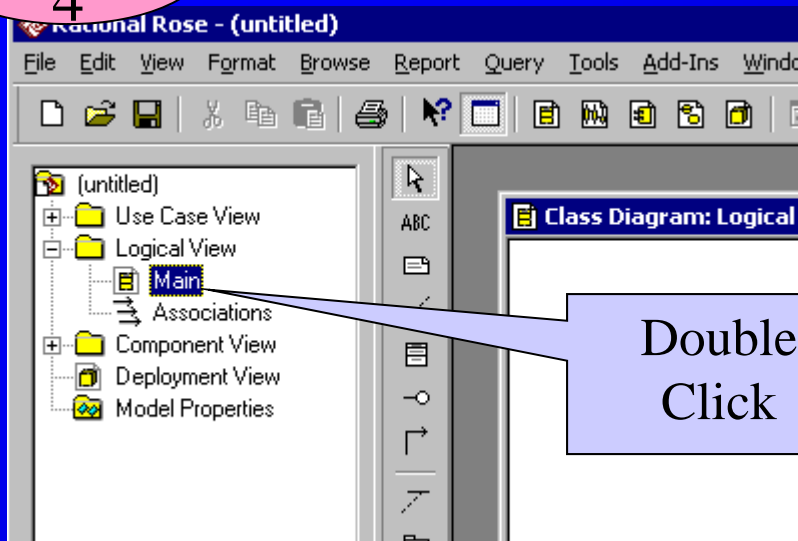 4
Rational Rose - (untitled)
File Edit View Format Browse Report Query Tools Add-Ins
(untitled)
Use Case View
Logical View
Main
Associations
Component View
Deployment View
Model Properties
ABC
Class Diagram: Logical
Double
Click